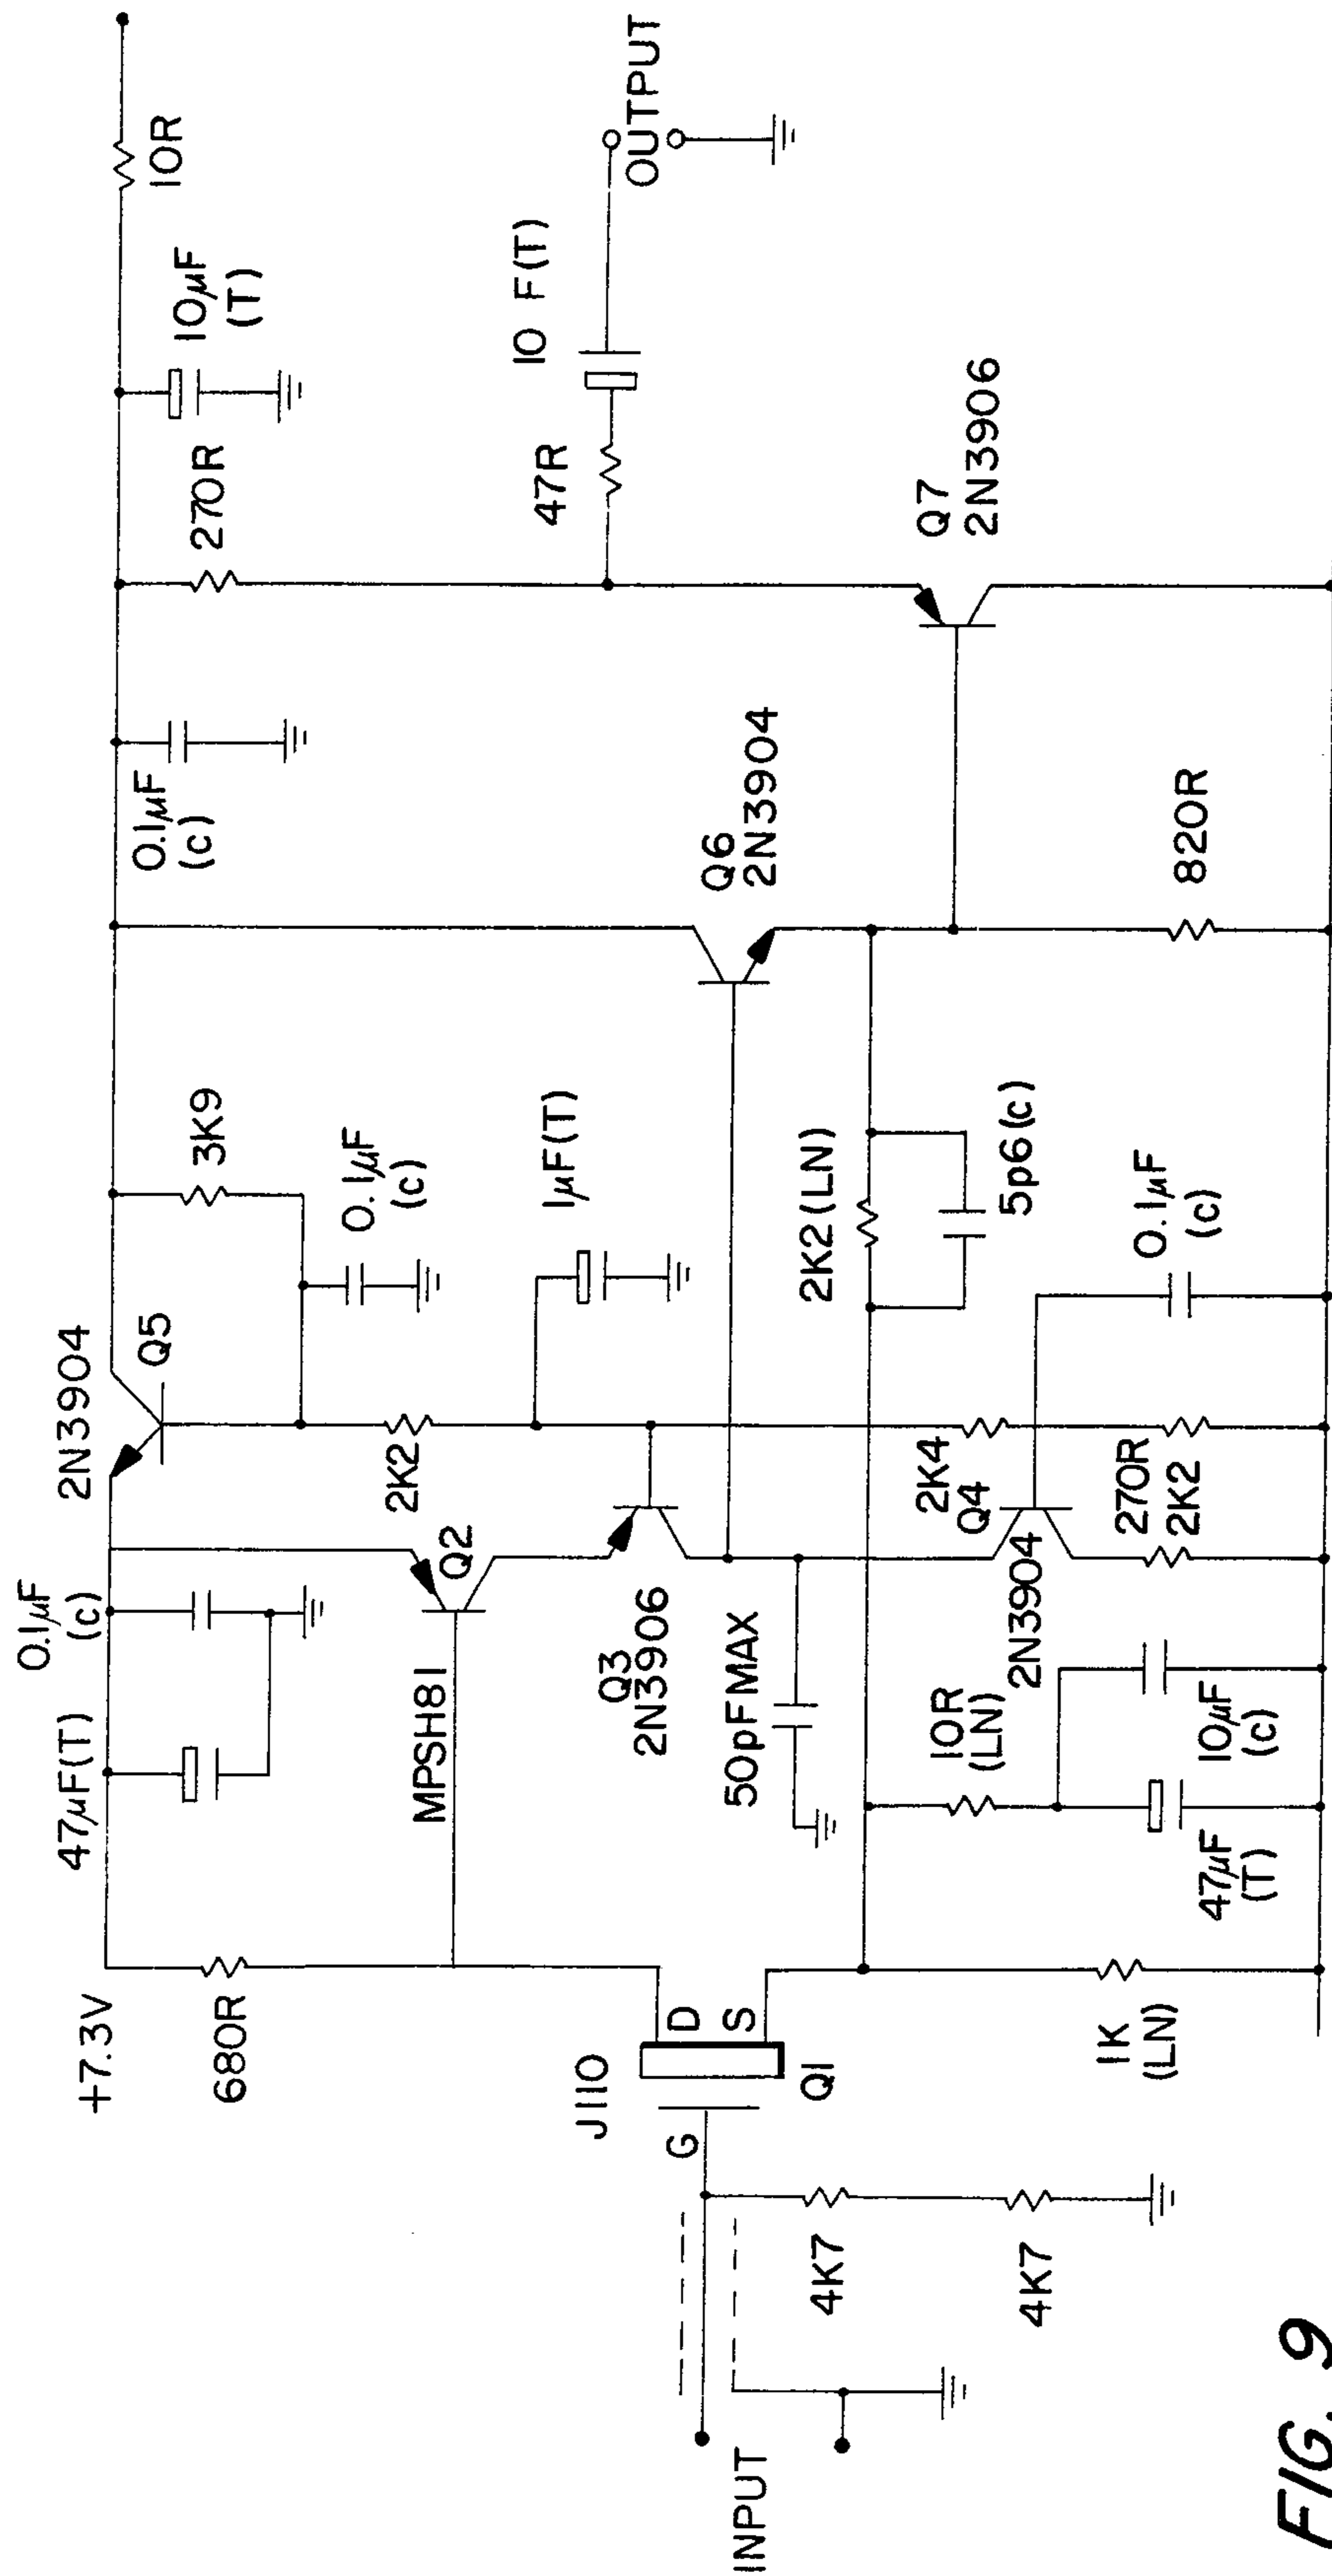 +7.3V
47µF(T)
0.1µF
(c)
2N3904
Q5
3K9
0.1µF
(c)
0.1µF
(c)
270R
10µF
(T)
10R
680R
MPSH81
Q2
2K2
1µF(T)
47R
10 F(T)
OUTPUT
J110
G
D
S
Q1
Q3
2N3906
50pFMAX
Q6
2N3904
2K2(LN)
5p6(c)
Q7
2N3906
INPUT
4K7
4K7
1K
(LN)
10R
(LN)
47µF
(T)
10µF
(c)
2K4
Q4
2N3904
270R
2K2
0.1µF
(c)
820R
FIG. 9